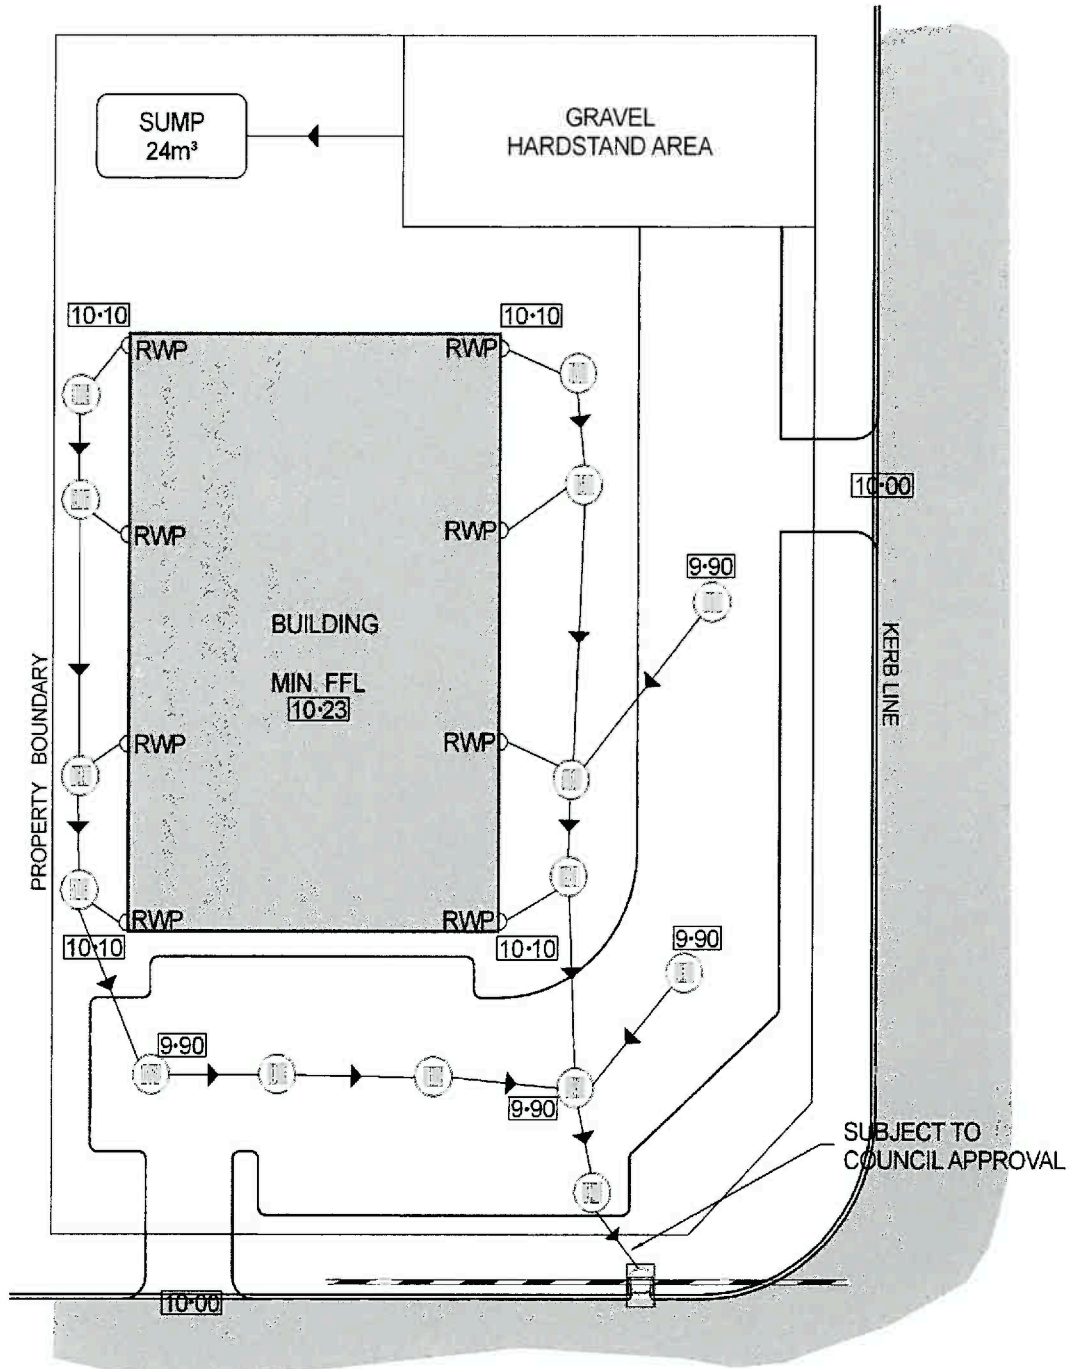 SUMP
24m³
GRAVEL
HARDSTAND AREA
10·10
10·10
RWP
RWP
10·00
RWP
RWP
9·90
BUILDING
MIN. FFL
10·23
KERB LINE
PROPERTY BOUNDARY
RWP
RWP
RWP
RWP
10·10
10·10
9·90
9·90
9·90
SUBJECT TO
COUNCIL APPROVAL
10·00